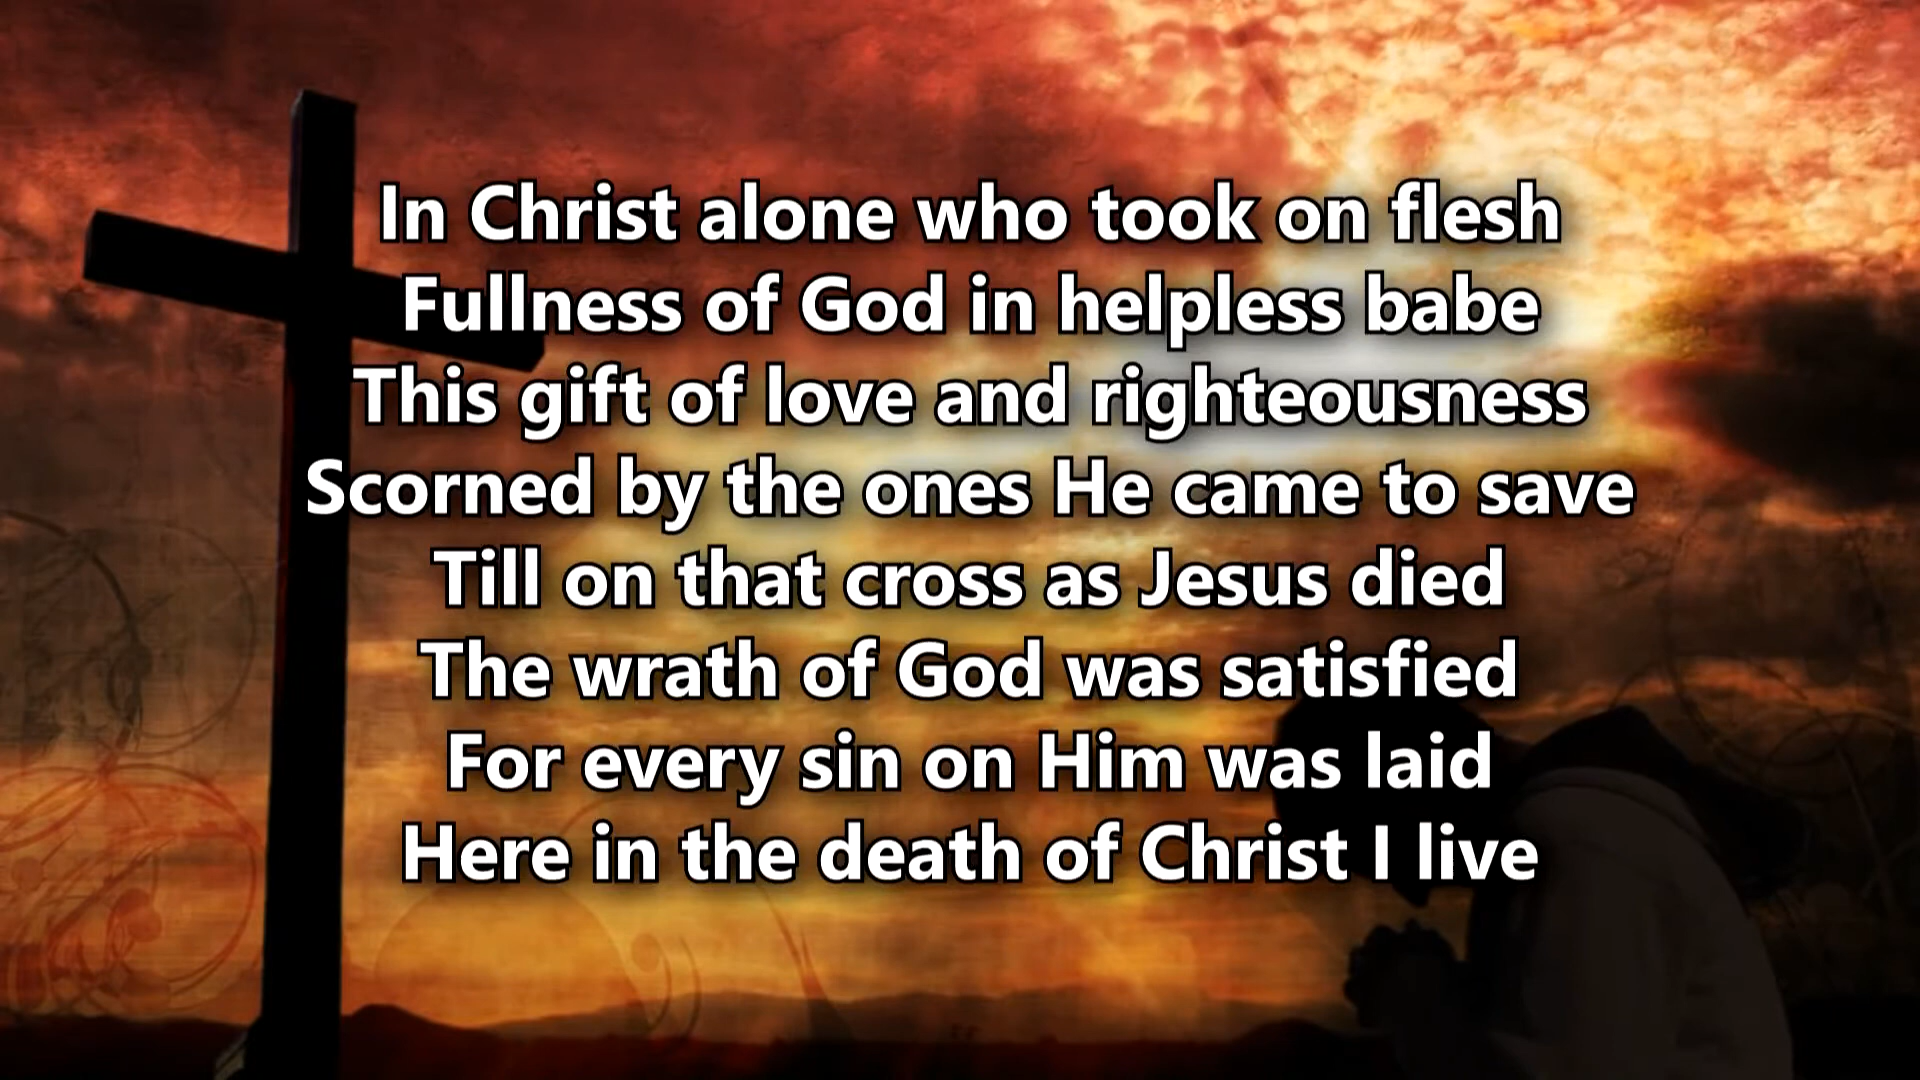 In Christ alone who took on flesh
Fullness of God in helpless babe
This gift of love and righteousness
Scorned by the ones He came to save
Till on that cross as Jesus died
The wrath of God was satisfied
For every sin on Him was laid
Here in the death of Christ I live